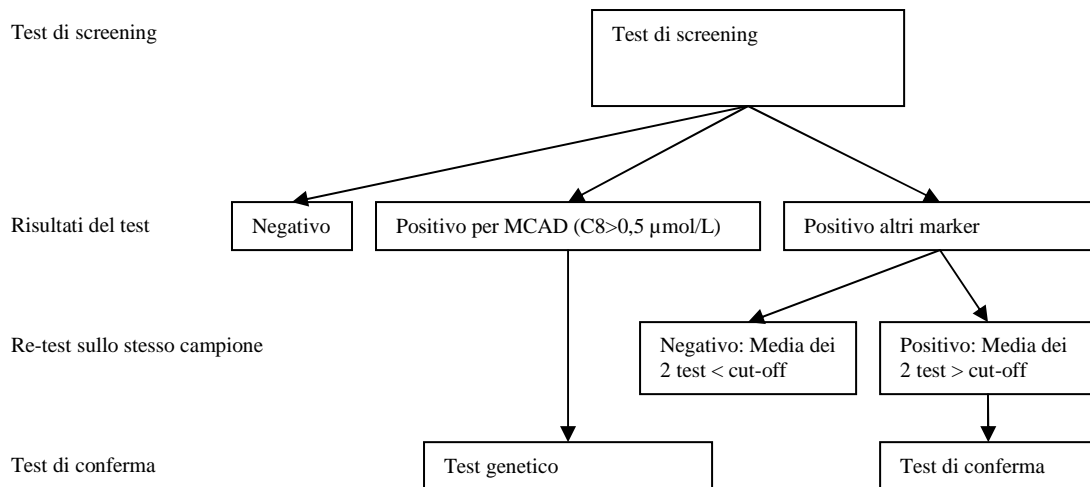 Test di screening
Test di screening
Risultati del test
Negativo
Positivo per MCAD (C8>0,5 µmol/L)
Positivo altri marker
Re-test sullo stesso campione
Negativo: Media dei
2 test < cut-off
Positivo: Media dei
2 test > cut-off
Test di conferma
Test genetico
Test di conferma